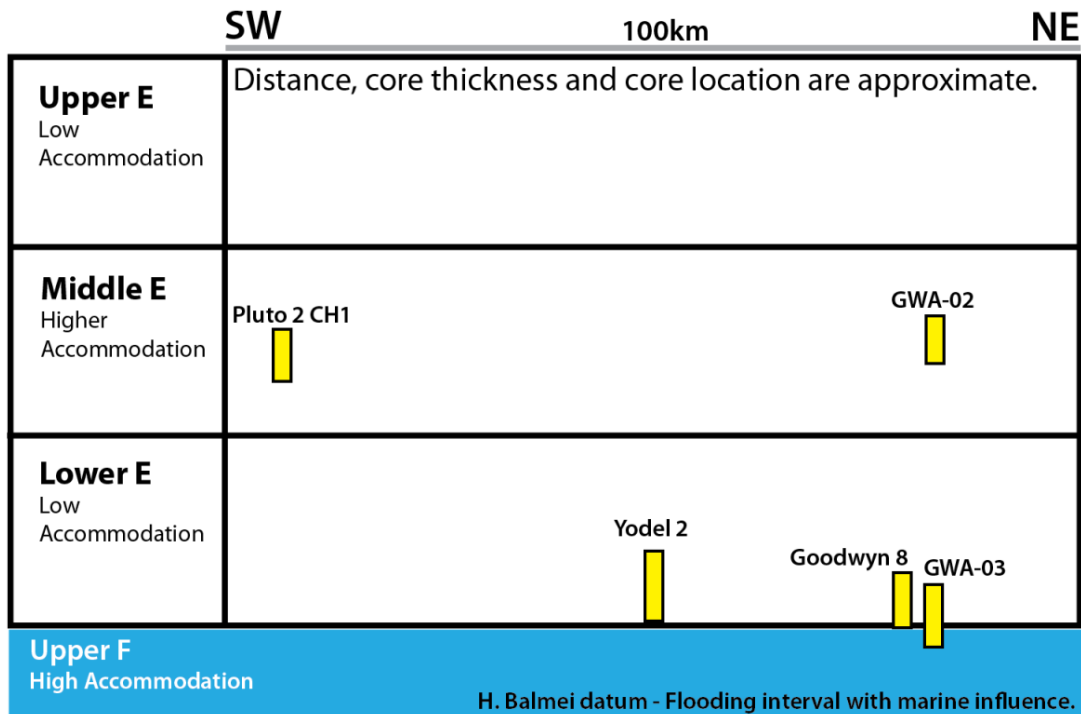 SW
100km
NE
Upper E
Low
Accommodation
Distance, core thickness and core location are approximate.
Middle E
Higher
Accommodation
Pluto 2 CH1
GWA-02
Lower E
Low
Accommodation
Yodel 2
Goodwyn 8
GWA-03
Upper F
High Accommodation
H. Balmei datum - Flooding interval with marine influence.